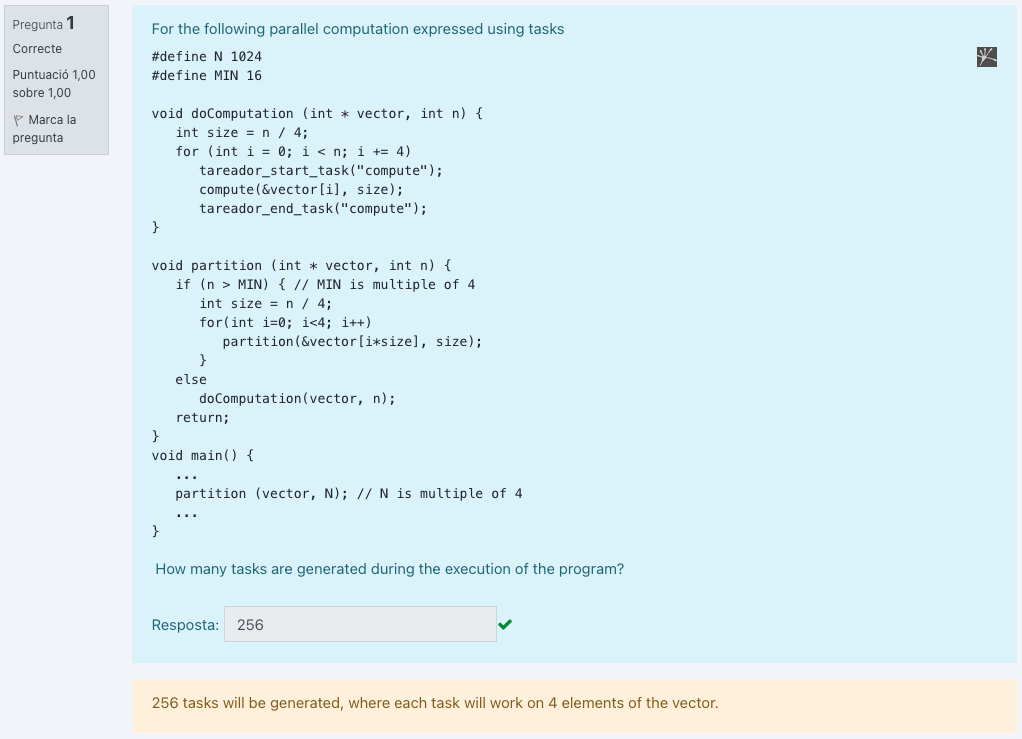 Pregunta 1
Correcte
Puntuació 1,00
sobre 1,00
Marca la
pregunta
For the following parallel computation expressed using tasks
#define N 1024
#define MIN 16
void doComputation (int * vector, int n) {
   int size = n / 4;
   for (int i = 0; i < n; i += 4)
      tareador_start_task("compute");
      compute(&vector[i], size);
      tareador_end_task("compute");
}
void partition (int * vector, int n) {
   if (n > MIN) { // MIN is multiple of 4
      int size = n / 4;
      for(int i=0; i<4; i++)
         partition(&vector[i*size], size);
      }
   else
      doComputation(vector, n);
   return;
}
void main() {
   ...
   partition (vector, N); // N is multiple of 4
   ...
}
How many tasks are generated during the execution of the program?
Resposta: 256
256 tasks will be generated, where each task will work on 4 elements of the vector.